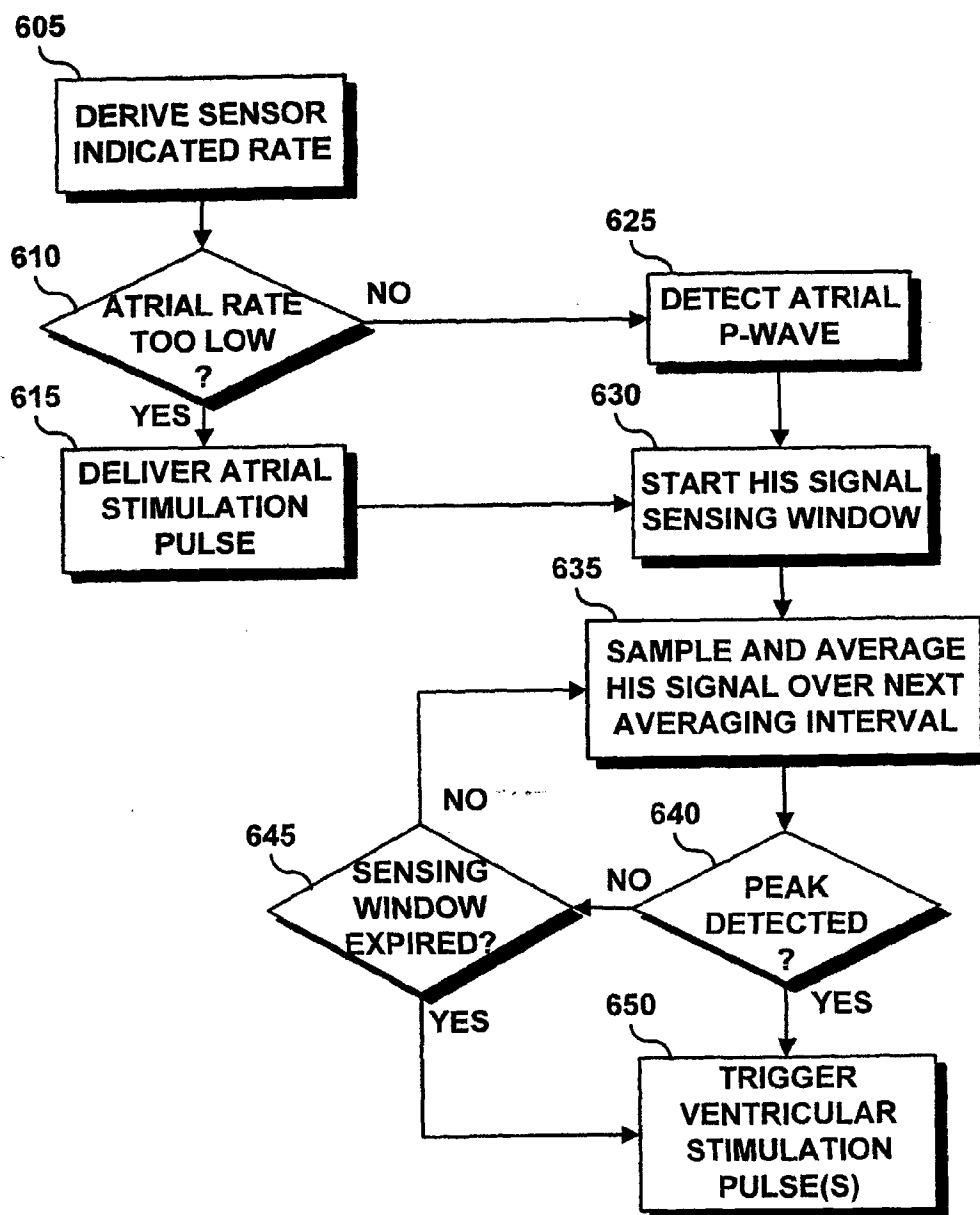 605
DERIVE SENSOR
INDICATED RATE
610
ATRIAL RATE
TOO LOW
?
NO
YES
625
DETECT ATRIAL
P-WAVE
615
DELIVER ATRIAL
STIMULATION
PULSE
630
START HIS SIGNAL
SENSING WINDOW
635
SAMPLE AND AVERAGE
HIS SIGNAL OVER NEXT
AVERAGING INTERVAL
640
PEAK
DETECTED
?
NO
YES
645
SENSING
WINDOW
EXPIRED?
NO
YES
650
TRIGGER
VENTRICULAR
STIMULATION
PULSE(S)